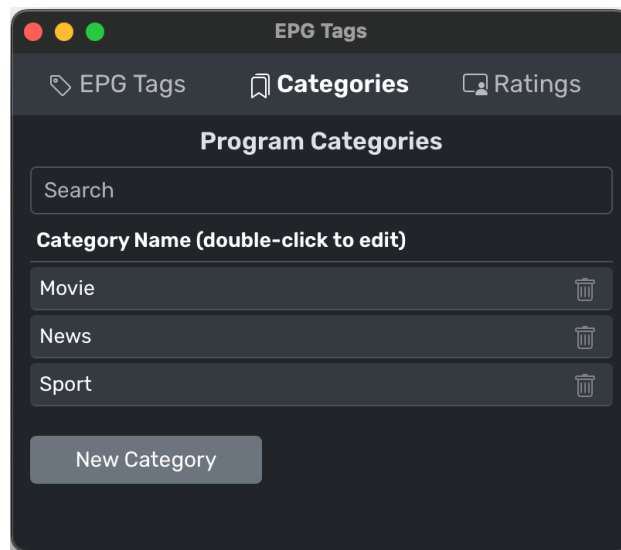 EPG Tags
EPG Tags Categories Ratings
Program Categories
Search
Category Name (double-click to edit)
Movie
News
Sport
New Category